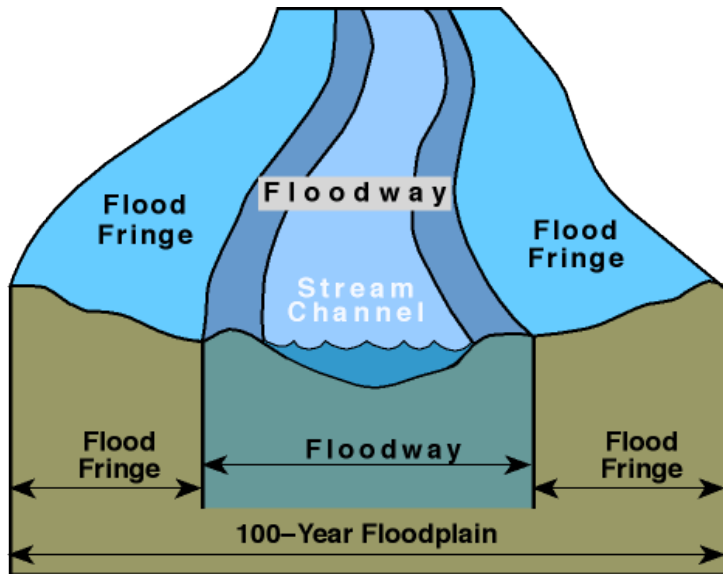 Floodway
Flood
Fringe
Flood
Fringe
Stream
Channel
Flood
Fringe
Floodway
Flood
Fringe
100–Year Floodplain